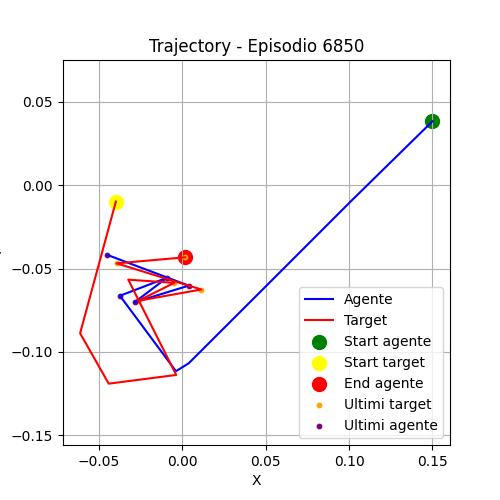 Trajectory - Episodio 6850
0.05
0.00
−0.05
−0.10
−0.15
−0.05
0.00
0.05
0.10
0.15
X
Agente
Target
Start agente
Start target
End agente
Ultimi target
Ultimi agente